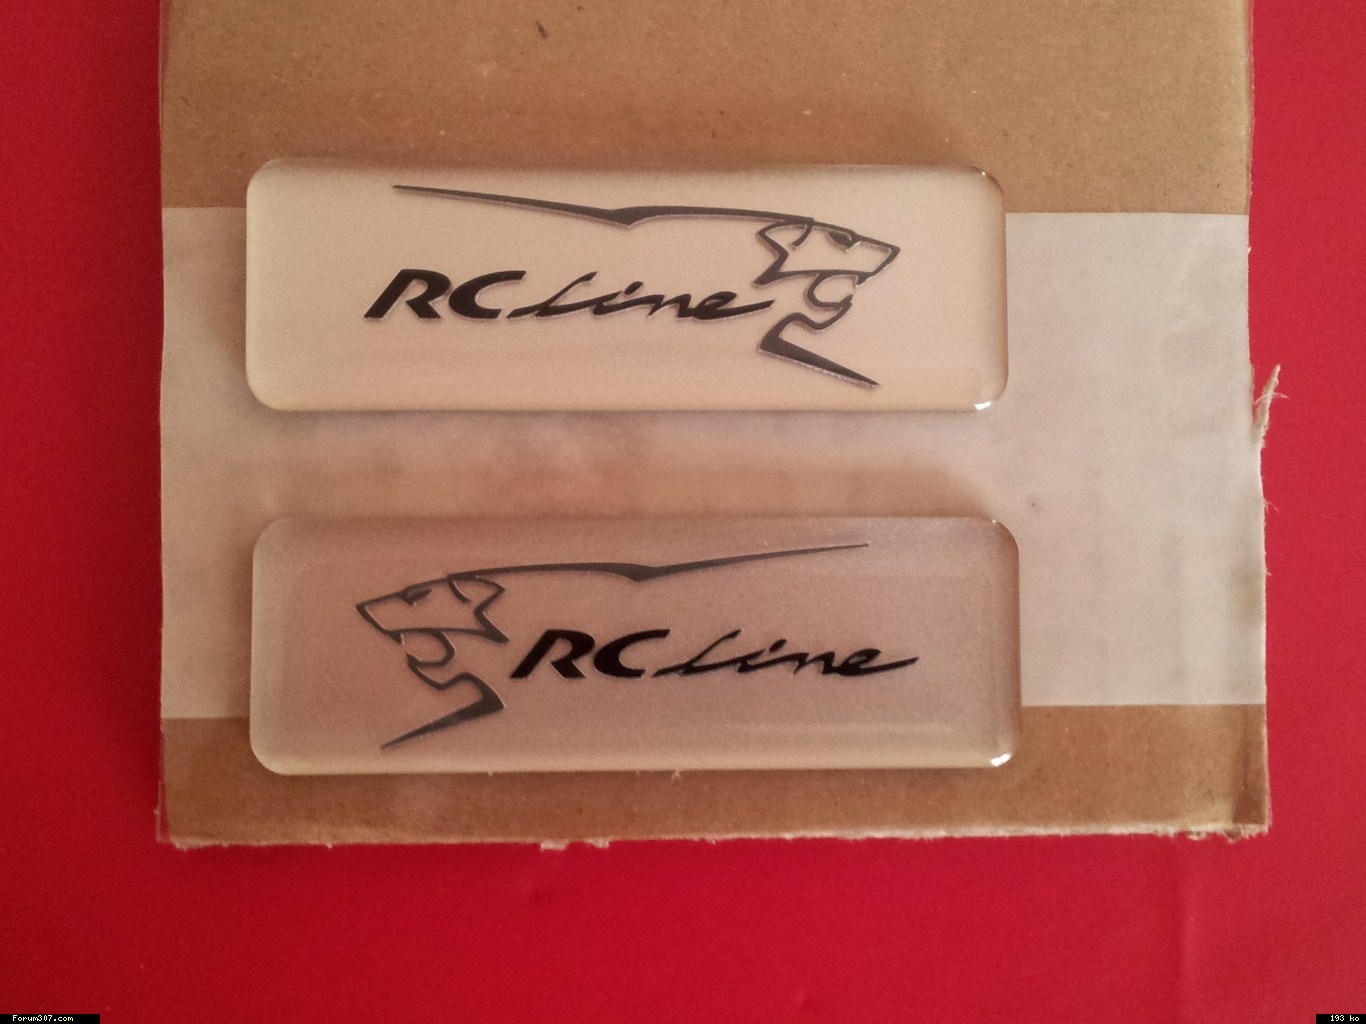 RC Line
RC Line
Forum307.com
193 ko